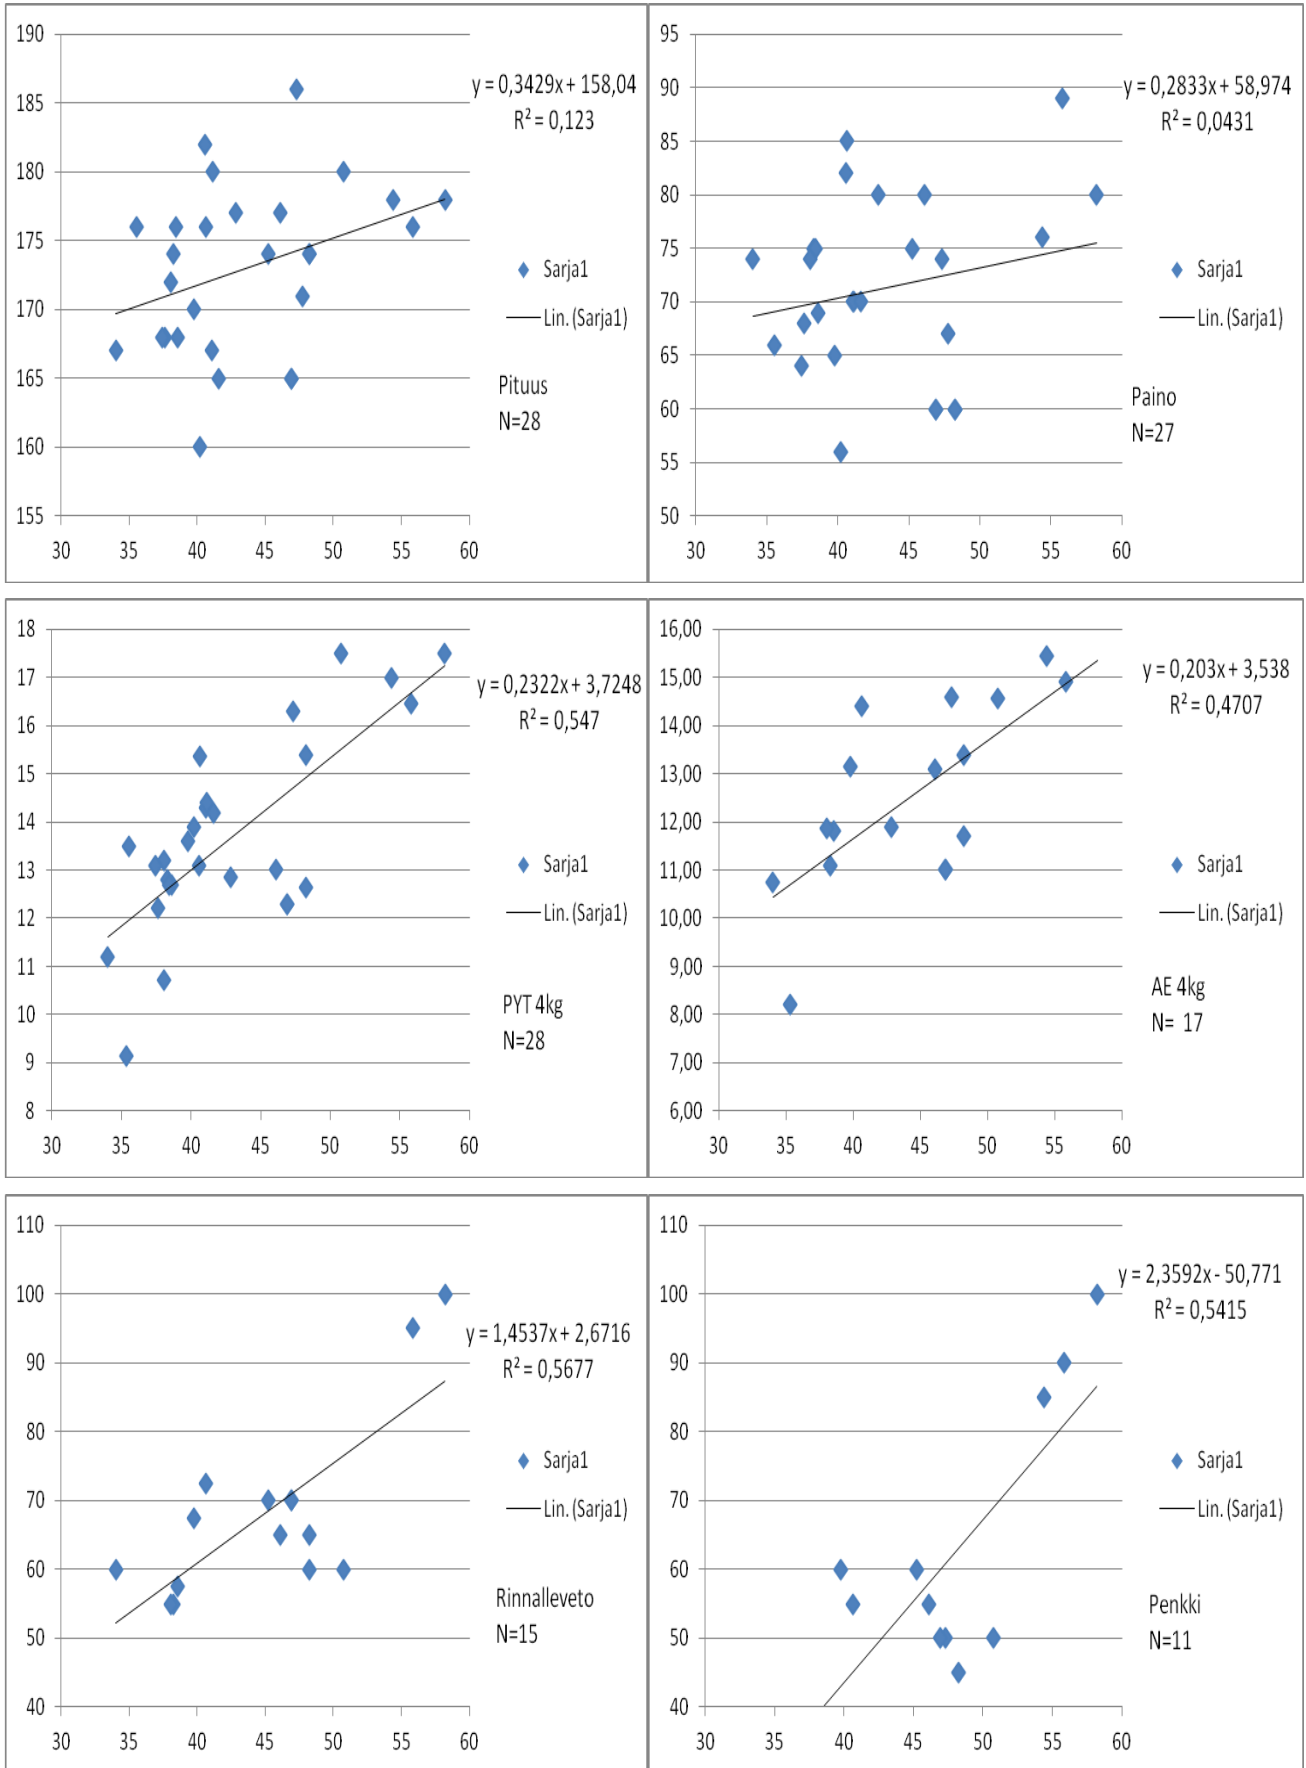 190
185
180
175
170
165
160
155
30 35 40 45 50 55 60
y = 0,3429x + 158,04
R² = 0,123
Sarja1
Lin. (Sarja1)
Pituus
N=28
95
90
85
80
75
70
65
60
55
50
30 35 40 45 50 55 60
y = 0,2833x + 58,974
R² = 0,0431
Sarja1
Lin. (Sarja1)
Paino
N=27
18
17
16
15
14
13
12
11
10
9
8
30 35 40 45 50 55 60
y = 0,2322x + 3,7248
R² = 0,547
Sarja1
Lin. (Sarja1)
PYT 4kg
N=28
16,00
15,00
14,00
13,00
12,00
11,00
10,00
9,00
8,00
7,00
6,00
30 35 40 45 50 55 60
y = 0,203x + 3,538
R² = 0,4707
Sarja1
Lin. (Sarja1)
AE 4kg
N= 17
110
100
90
80
70
60
50
40
30 35 40 45 50 55 60
y = 1,4537x + 2,6716
R² = 0,5677
Sarja1
Lin. (Sarja1)
Rinnalleveto
N=15
110
100
90
80
70
60
50
40
30 35 40 45 50 55 60
y = 2,3592x - 50,771
R² = 0,5415
Sarja1
Lin. (Sarja1)
Penkki
N=11